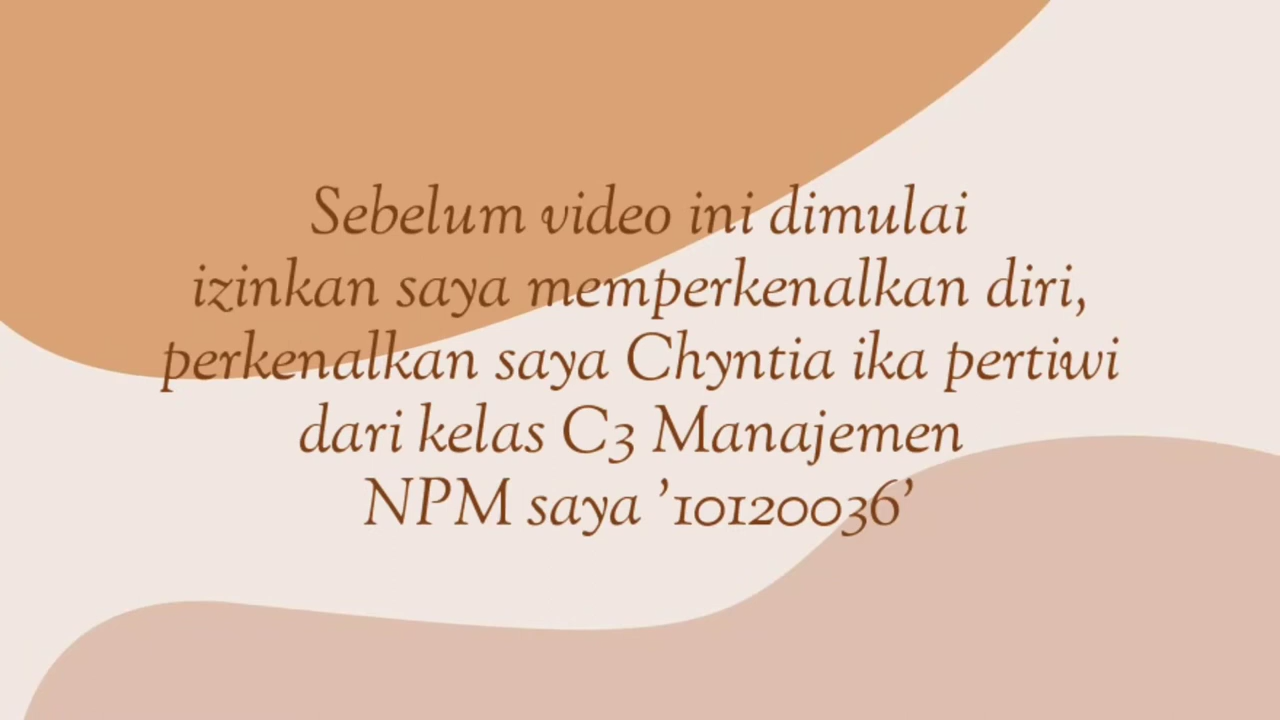 Sebelum video ini dimulai
izinkan saya memperkenalkan diri,
perkenalkan saya Chyntia ika pertiwi
dari kelas C3 Manajemen
NPM saya ’10120036’